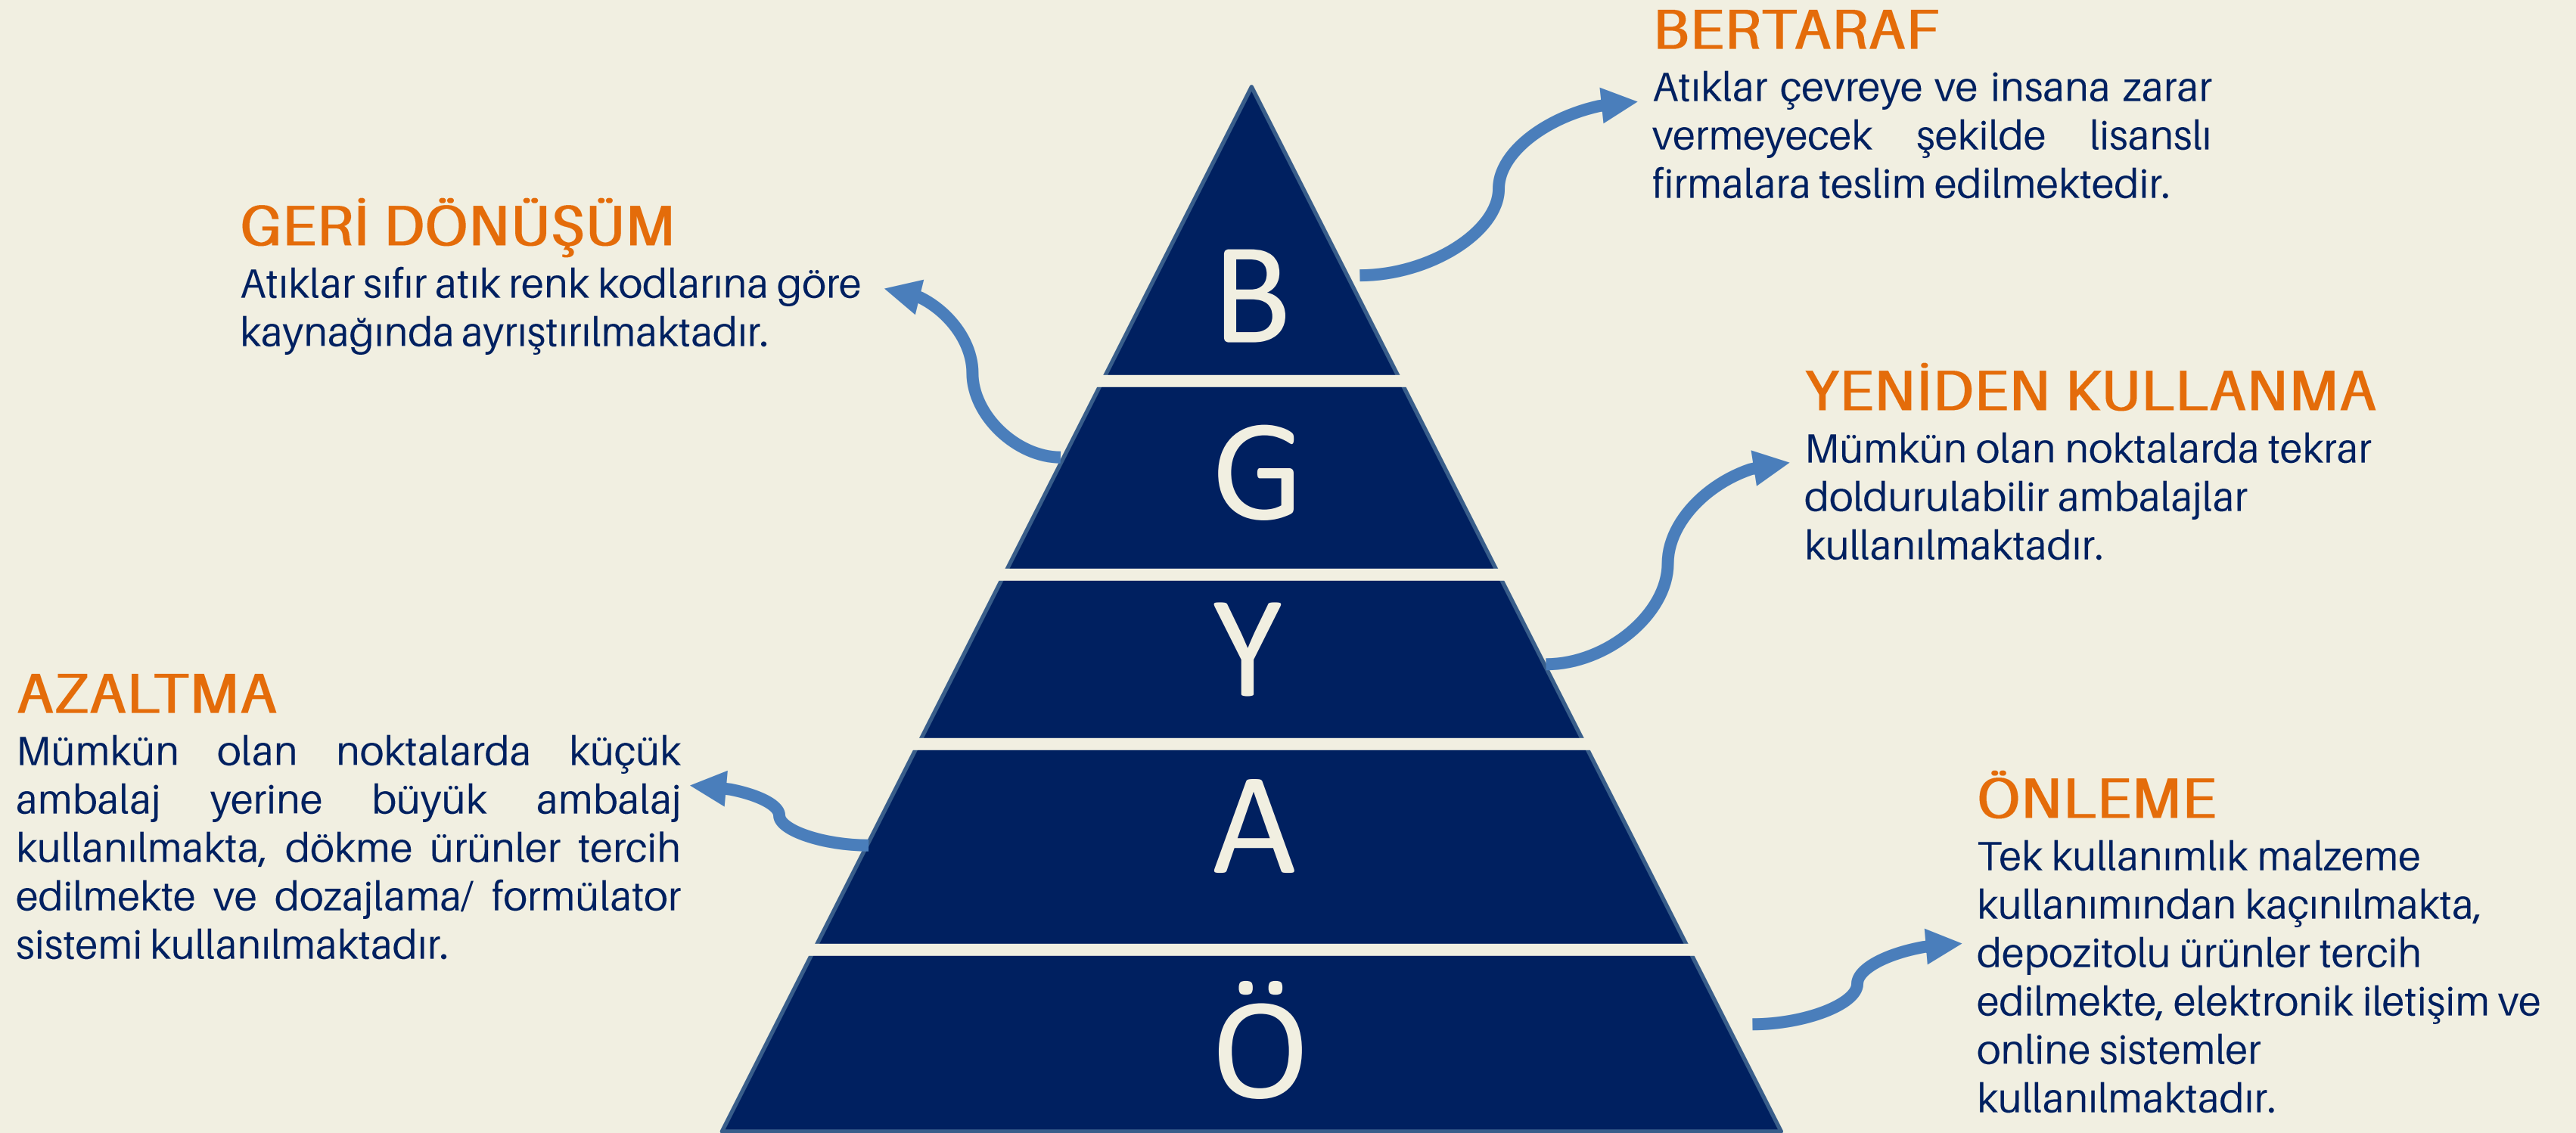 BERTARAF
Atıklar çevreye ve insana zarar
vermeyecek şekilde lisanslı
firmalara teslim edilmektedir.
GERİ DÖNÜŞÜM
Atıklar sıfır atık renk kodlarına göre
kaynağında ayrıştırılmaktadır.
B
YENİDEN KULLANMA
Mümkün olan noktalarda tekrar
doldurulabilir ambalajlar
kullanılmaktadır.
G
Y
AZALTMA
Mümkün olan noktalarda küçük
ambalaj yerine büyük ambalaj
kullanılmakta, dökme ürünler tercih
edilmekte ve dozajlama/ formülator
sistemi kullanılmaktadır.
A
ÖNLEME
Tek kullanımlık malzeme
kullanımından kaçınılmakta,
depozitolu ürünler tercih
edilmekte, elektronik iletişim ve
online sistemler
kullanılmaktadır.
Ö